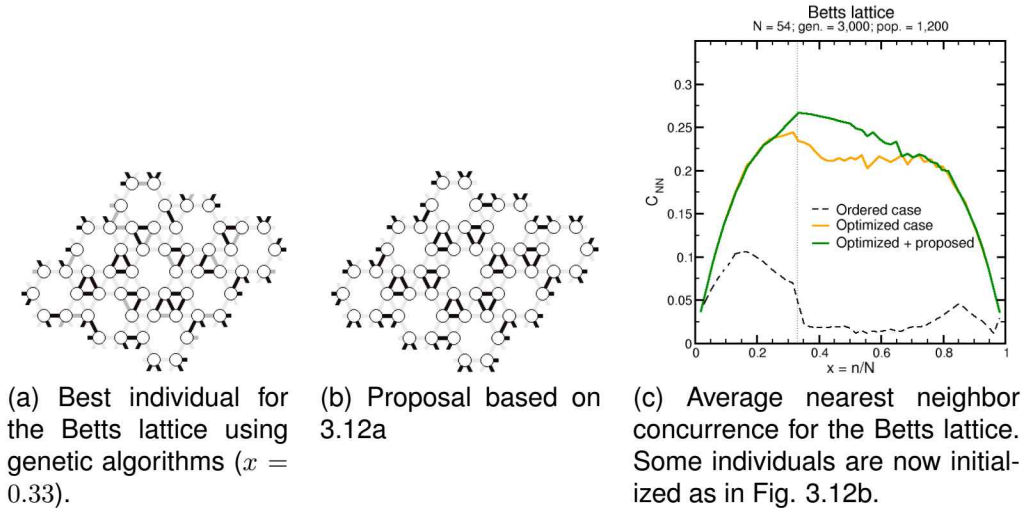 Betts lattice
N = 54; gen. = 3,000; pop. = 1,200
0.3
0.25
0.2
0.15
0.1
0.05
0
C_NN
Ordered case
Optimized case
Optimized + proposed
0 0.2 0.4 0.6 0.8 1
x = n/N
(a) Best individual for
the Betts lattice using
genetic algorithms (x =
0.33).
(b) Proposal based on
3.12a
(c) Average nearest neighbor
concurrence for the Betts lattice.
Some individuals are now initial-
ized as in Fig. 3.12b.